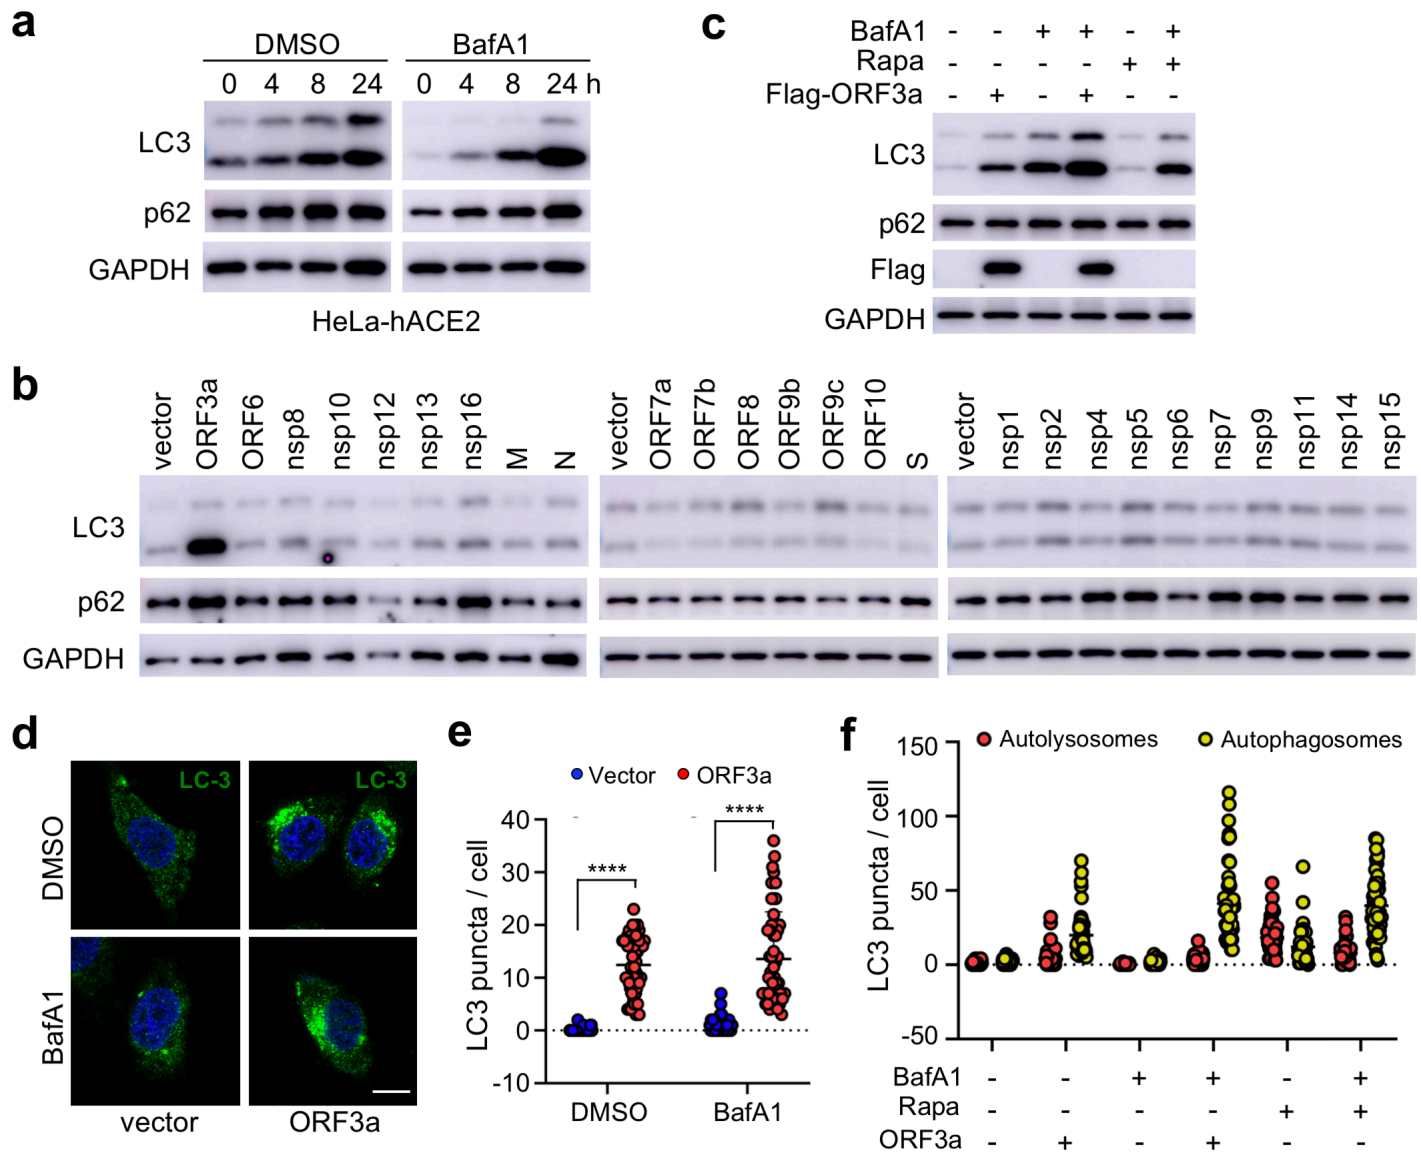 a
DMSO BafA1
0 4 8 24 0 4 8 24 h
LC3
p62
GAPDH
HeLa-hACE2
c
BafA1 - - + + - +
Rapa - - - - + +
Flag-ORF3a - + - + - -
LC3
p62
Flag
GAPDH
b
vector ORF3a ORF6 nsp8 nsp10 nsp12 nsp13 nsp16 M N
vector ORF7a ORF7b ORF8 ORF9b ORF9c ORF10 S
vector nsp1 nsp2 nsp4 nsp5 nsp6 nsp7 nsp9 nsp11 nsp14 nsp15
LC3
p62
GAPDH
d
LC-3 LC-3
DMSO
BafA1
vector ORF3a
e
Vector ORF3a
**** ****
LC3 puncta / cell
40
30
20
10
0
-10
DMSO BafA1
f
Autolysosomes Autophagosomes
LC3 puncta / cell
150
100
50
0
-50
BafA1 - - + + - +
Rapa - - - - + +
ORF3a - + - + - -